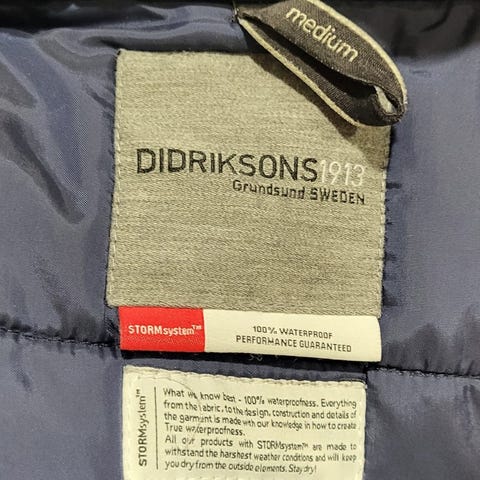 medium
DIDRIKSONS1913
Grundsund SWEDEN
STORMsystem™
100% WATERPROOF
PERFORMANCE GUARANTEED
STORMsystem™
What we know best - 100% waterproofness. Everything
from the fabric, to the design, construction and details of
the garment is made with our knowledge in how to create
True waterproofness.
All our products with STORMsystem™ are made to
withstand the harshest weather conditions and will keep
you dry from the outside elements. Stay dry!